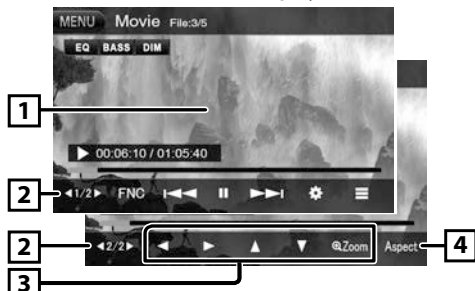 MENU Movie File:3/5
EQ BASS DIM
1
00:06:10 / 01:05:40
2 1/2 FNC
2 2/2 Zoom Aspect 4
3